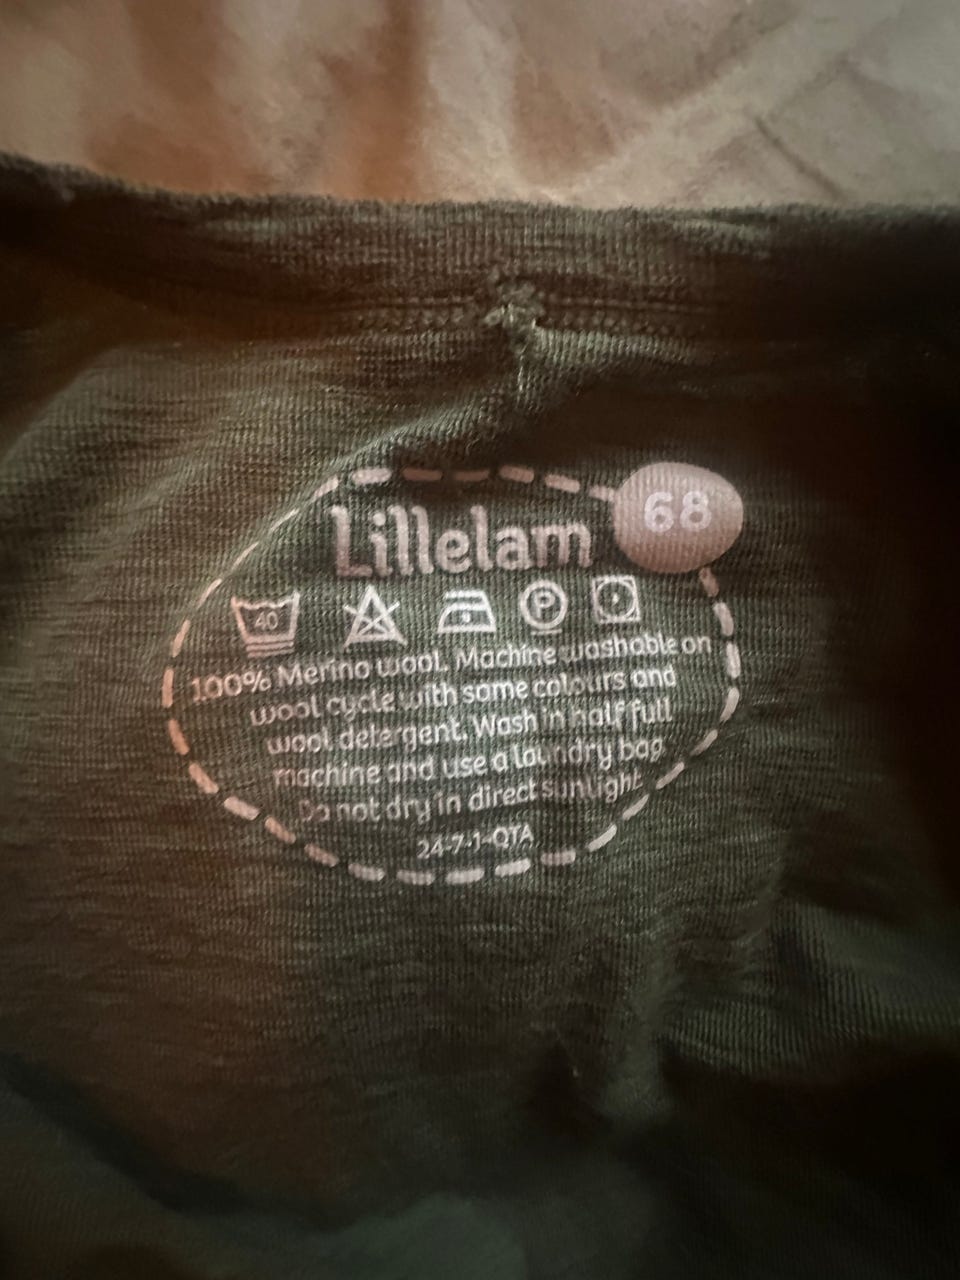 68
Lillelam
40 P
100% Merino wool. Machine washable on
wool cycle with same colours and
wool detergent. Wash in half full
machine and use a laundry bag.
Do not dry in direct sunlight
24-7-1-QTA